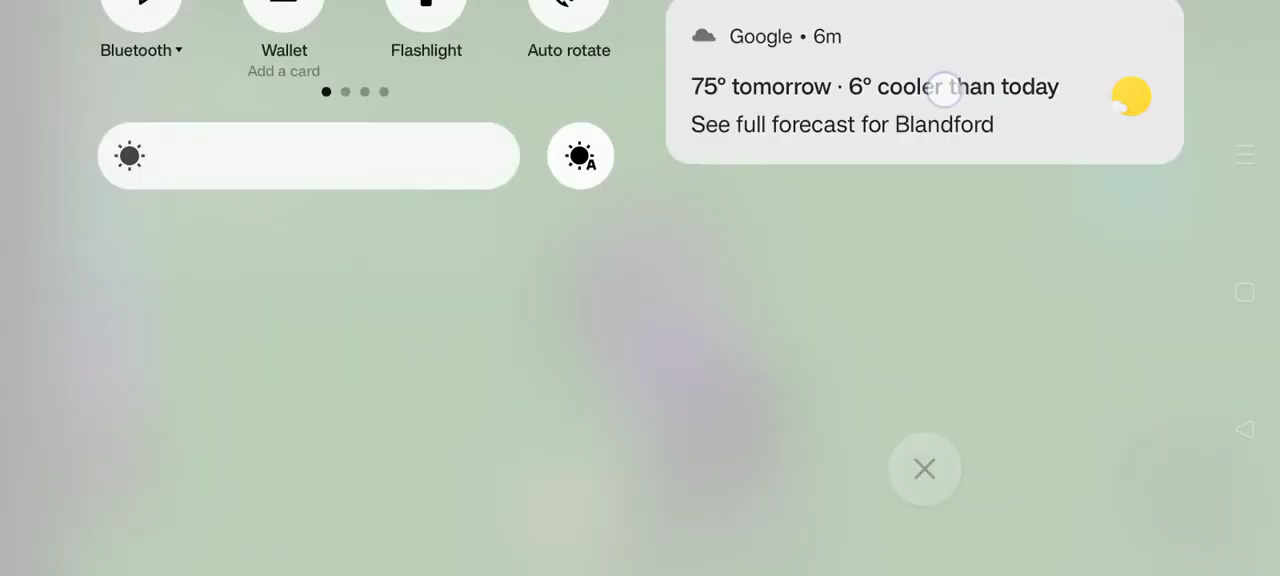 Bluetooth
Wallet
Add a card
Flashlight
Auto rotate
A
Google • 6m
75° tomorrow · 6° cooler than today
See full forecast for Blandford